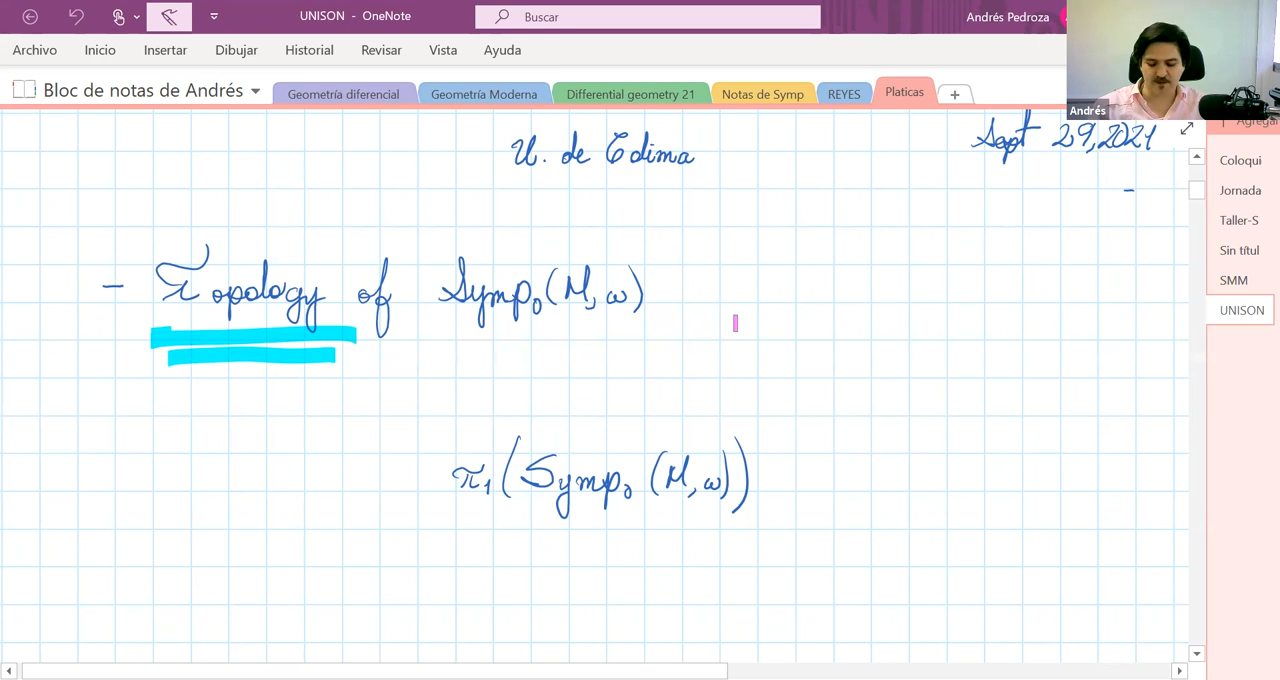 UNISON - OneNote
Buscar
Andrés Pedroza
Archivo Inicio Insertar Dibujar Historial Revisar Vista Ayuda
Bloc de notas de Andrés
Geometría diferencial Geometría Moderna Differential geometry 21 Notas de Symp REYES Platicas
Andrés
Agregar
U. de Colima
Sept 29, 2021
Coloqui
Jornada
Taller-S
Sin títul
SMM
UNISON
- Topology of Symp₀(M, ω)
π₁(Symp₀(M, ω))